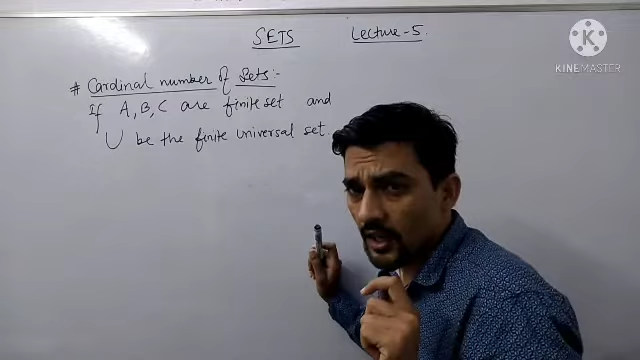 SETS Lecture-5.
# Cardinal number of Sets:-
If A, B, C are finite set and
U be the finite universal set.
KINEMASTER